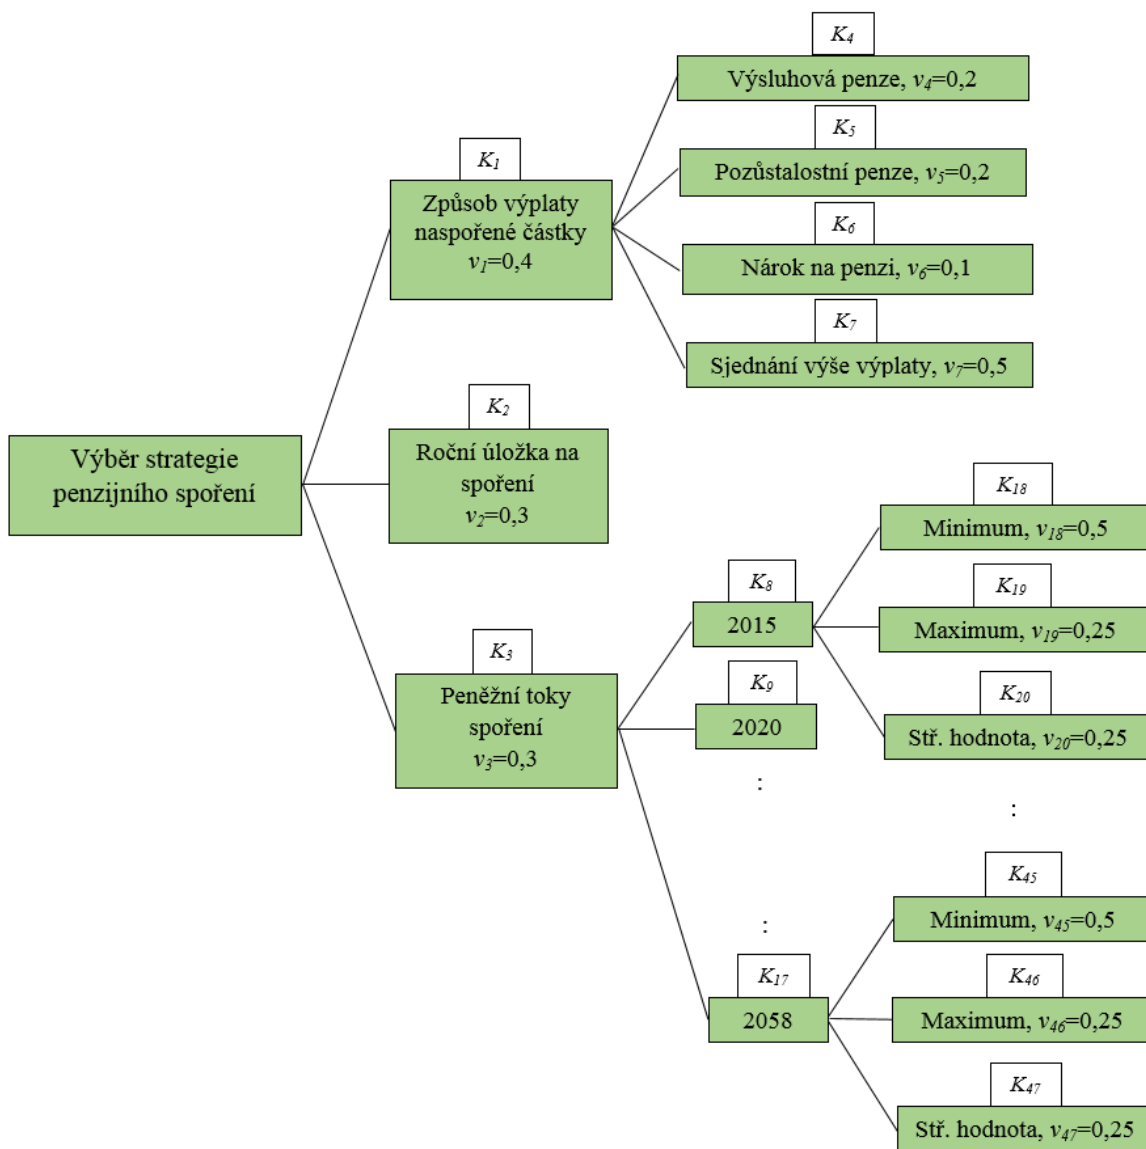 K4
Výsluhová penze, v4=0,2
K5
Pozůstalostní penze, v5=0,2
K6
Nárok na penzi, v6=0,1
K7
Sjednání výše výplaty, v7=0,5
K1
Způsob výplaty
naspořené částky
v1=0,4
K2
Roční úložka na
spoření
v2=0,3
Výběr strategie
penzijního spoření
K3
Peněžní toky
spoření
v3=0,3
K8
2015
K9
2020
:
:
K17
2058
K18
Minimum, v18=0,5
K19
Maximum, v19=0,25
K20
Stř. hodnota, v20=0,25
:
K45
Minimum, v45=0,5
K46
Maximum, v46=0,25
K47
Stř. hodnota, v47=0,25